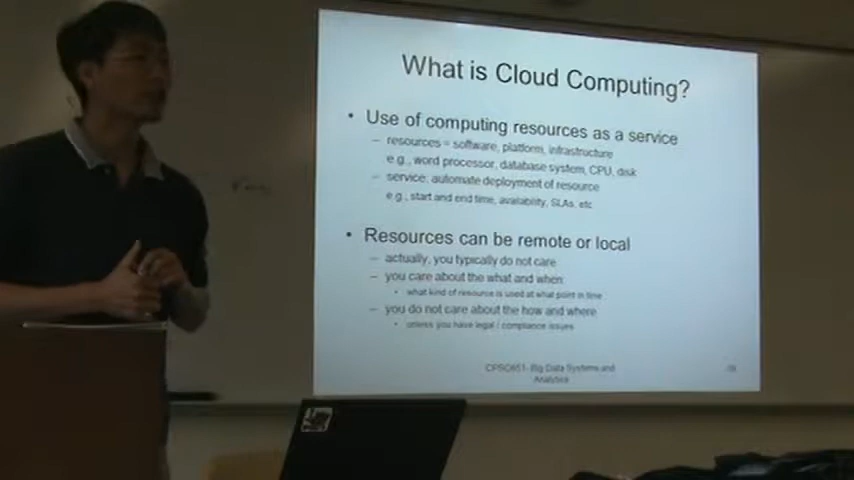 What is Cloud Computing?
• Use of computing resources as a service
– resources = software, platform, infrastructure
e.g., word processor, database system, CPU, disk
– service: automate deployment of resource
e.g., start and end time, availability, SLAs, etc
• Resources can be remote or local
– actually, you typically do not care
– you care about the what and when:
• what kind of resource is used at what point in time
– you do not care about the how and where
• unless you have legal / compliance issues
CPSC651- Big Data Systems and
Analytics